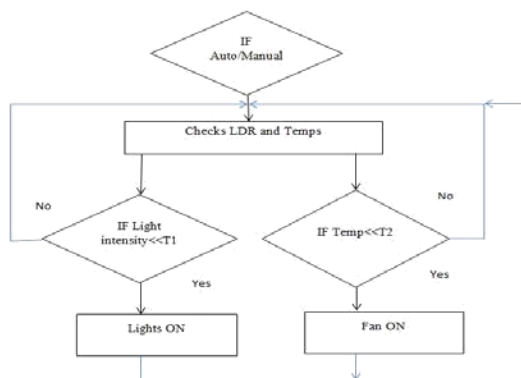 IF
Auto/Manual
Checks LDR and Temps
No
IF Light
intensity<<T1
Yes
Lights ON
No
IF Temp<<T2
Yes
Fan ON